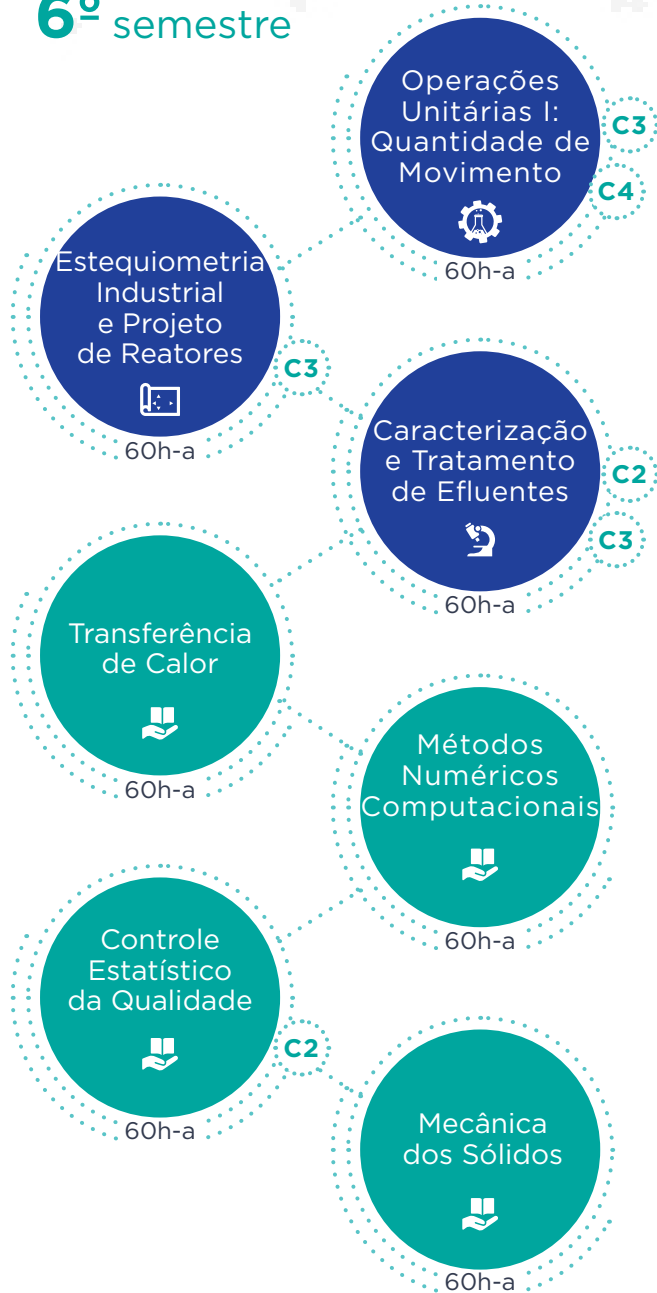 6º semestre
Operações
Unitárias I:
Quantidade de
Movimento
C3
C4
60h-a
Estequiometria
Industrial
e Projeto
de Reatores
C3
60h-a
Caracterização
e Tratamento
de Efluentes
C2
C3
60h-a
Transferência
de Calor
60h-a
Métodos
Numéricos
Computacionais
60h-a
Controle
Estatístico
da Qualidade
C2
60h-a
Mecânica
dos Sólidos
60h-a